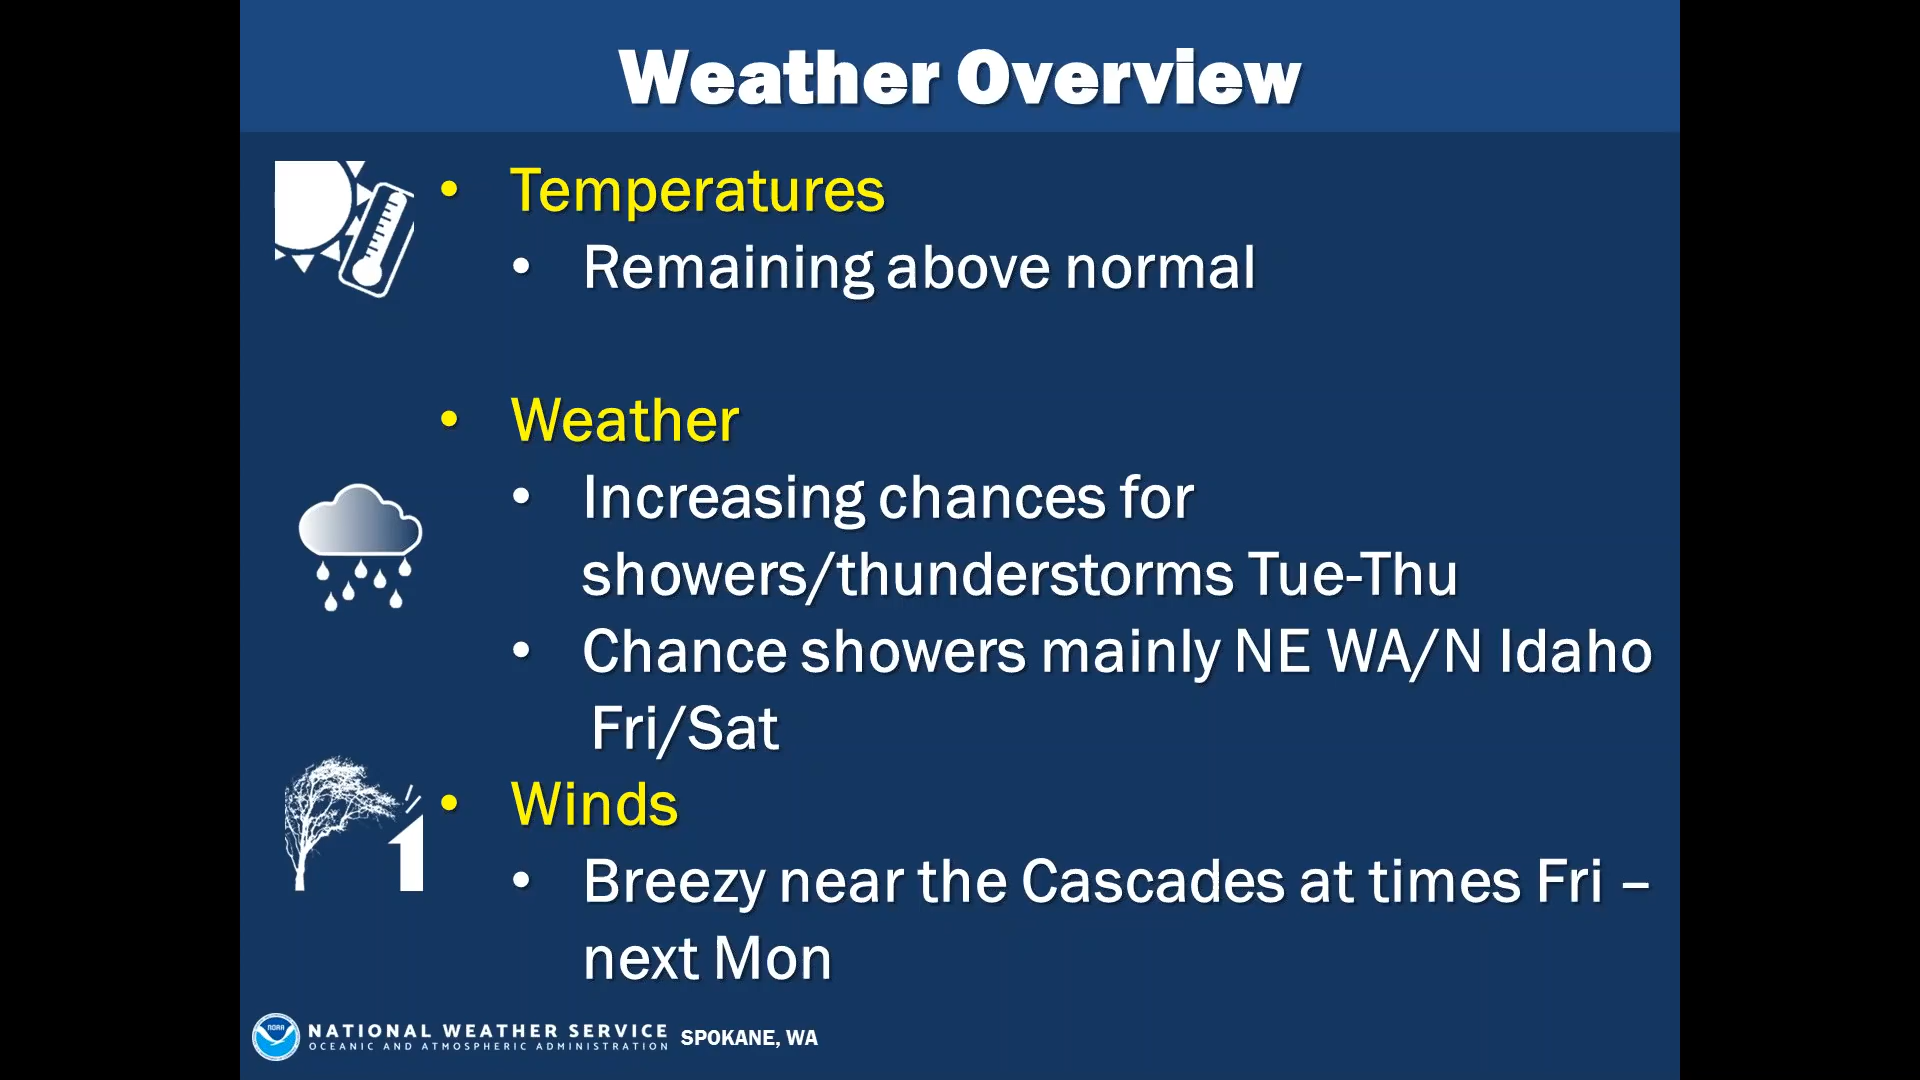 Weather Overview
• Temperatures
• Remaining above normal
• Weather
• Increasing chances for
showers/thunderstorms Tue-Thu
• Chance showers mainly NE WA/N Idaho
Fri/Sat
• Winds
• Breezy near the Cascades at times Fri –
next Mon
NOAA
NATIONAL WEATHER SERVICE
OCEANIC AND ATMOSPHERIC ADMINISTRATION
SPOKANE, WA